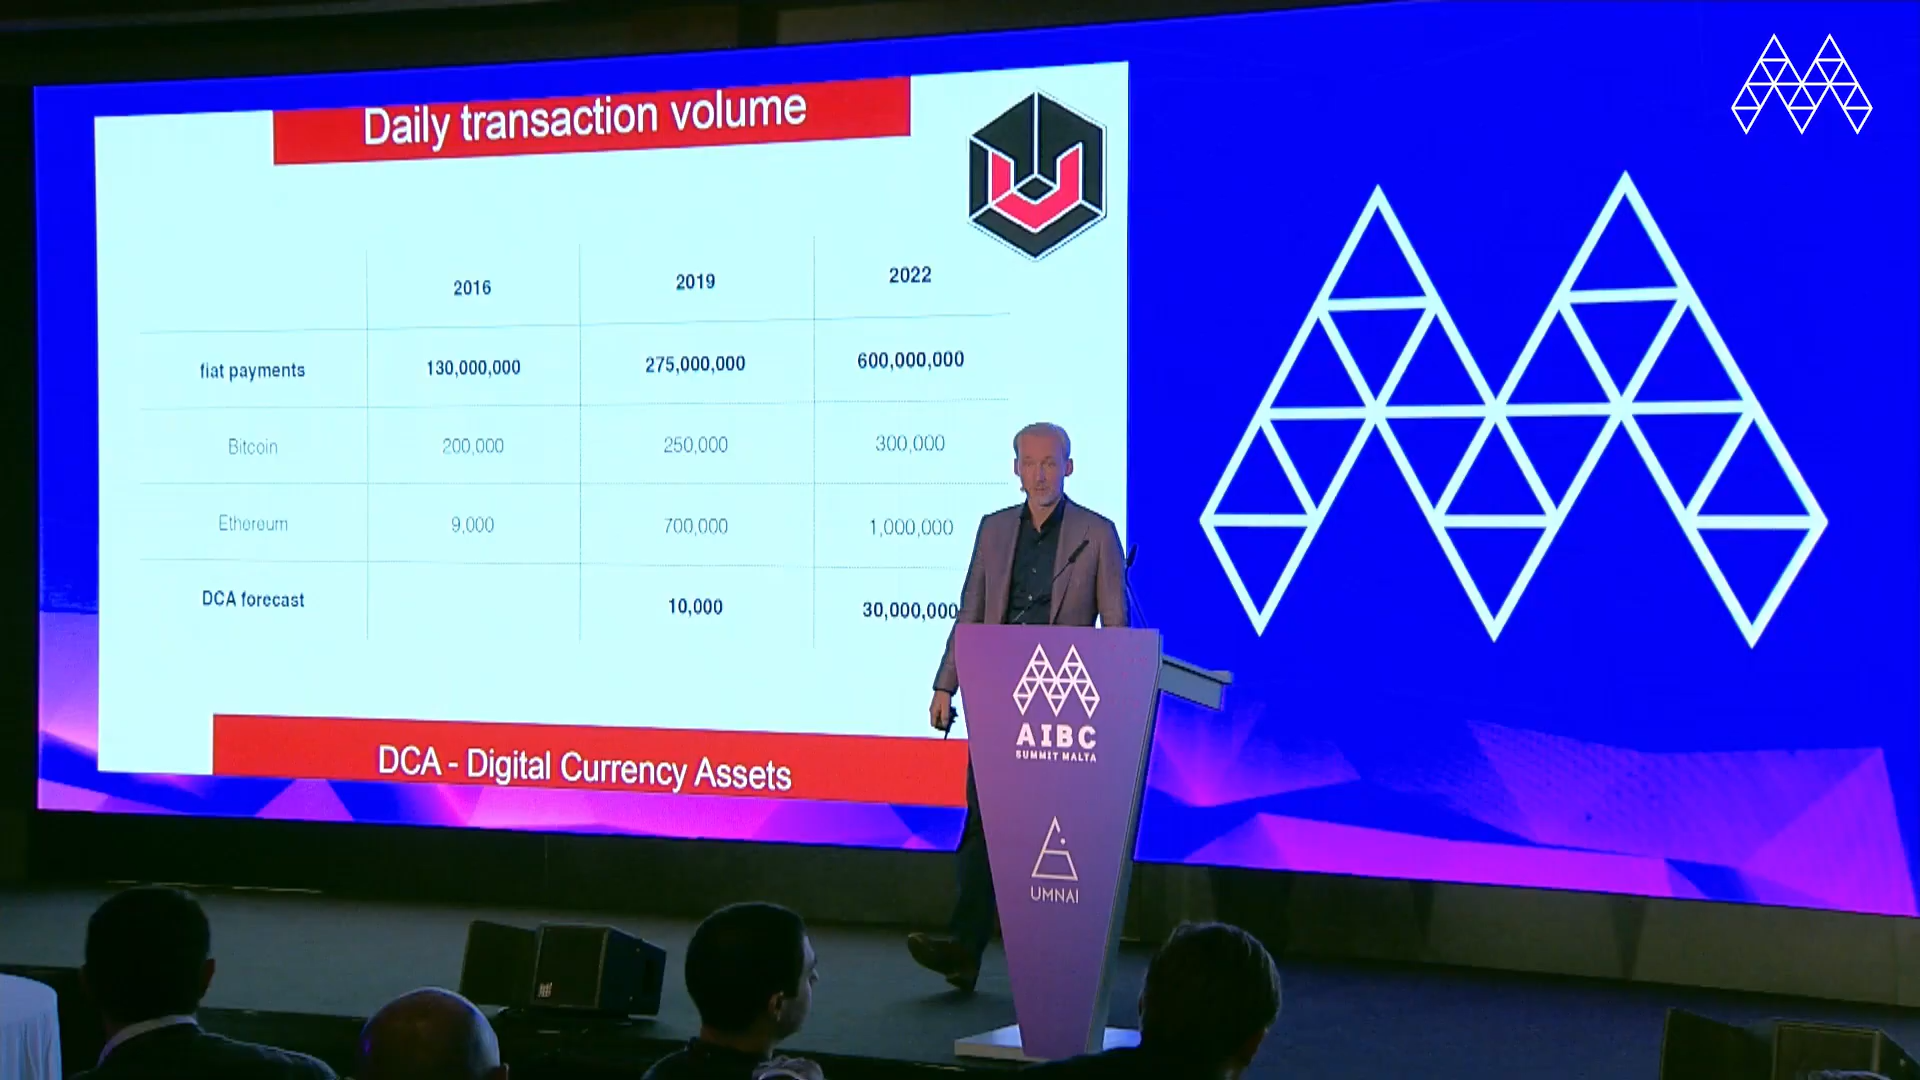 Daily transaction volume
2016 2019 2022
fiat payments 130,000,000 275,000,000 600,000,000
Bitcoin 200,000 250,000 300,000
Ethereum 9,000 700,000 1,000,000
DCA forecast 10,000 30,000,000
DCA - Digital Currency Assets
AIBC
SUMMIT MALTA
UMNAI